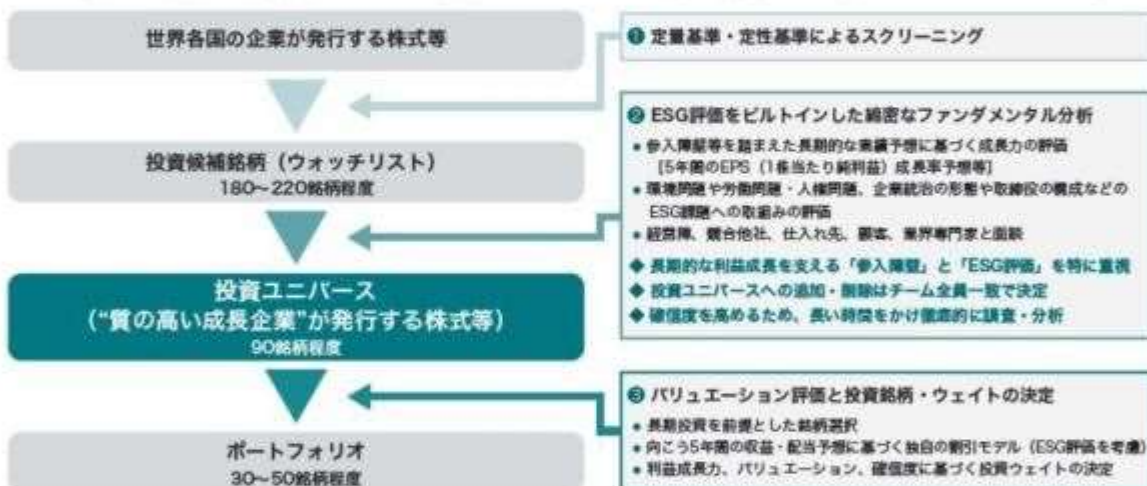 世界各国の企業が発行する株式等
投資候補銘柄（ウォッチリスト）
180～220銘柄程度
投資ユニバース
（“質の高い成長企業”が発行する株式等）
90銘柄程度
ポートフォリオ
30～50銘柄程度
❶ 定量基準・定性基準によるスクリーニング
❷ ESG評価をビルトインした綿密なファンダメンタル分析
• 参入障壁等を踏まえた長期的な業績予想に基づく成長力の評価
［5年間のEPS（1株当たり純利益）成長率予想等］
• 環境問題や労働問題・人権問題、企業統治の形態や取締役の構成などの
ESG課題への取組みの評価
• 経営陣、競合他社、仕入れ先、顧客、業界専門家と面談
◆ 長期的な利益成長を支える「参入障壁」と「ESG評価」を特に重視
◆ 投資ユニバースへの追加・削除はチーム全員一致で決定
◆ 確信度を高めるため、長い時間をかけ徹底的に調査・分析
❸ バリュエーション評価と投資銘柄・ウェイトの決定
• 長期投資を前提とした銘柄選択
• 向こう5年間の収益・配当予想に基づく独自の割引モデル（ESG評価を考慮）
• 利益成長力、バリュエーション、確信度に基づく投資ウェイトの決定